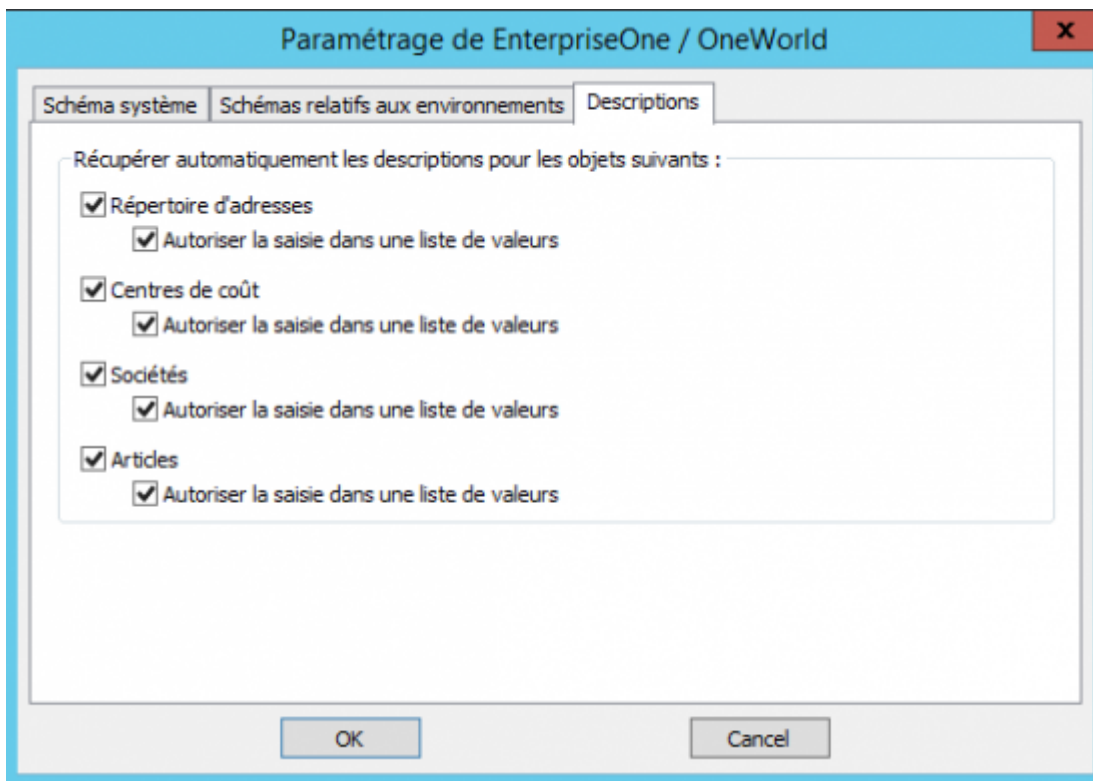 Paramétrage de EnterpriseOne / OneWorld
x
Schéma système
Schémas relatifs aux environnements
Descriptions
Récupérer automatiquement les descriptions pour les objets suivants :
Répertoire d'adresses
Autoriser la saisie dans une liste de valeurs
Centres de coût
Autoriser la saisie dans une liste de valeurs
Sociétés
Autoriser la saisie dans une liste de valeurs
Articles
Autoriser la saisie dans une liste de valeurs
OK
Cancel